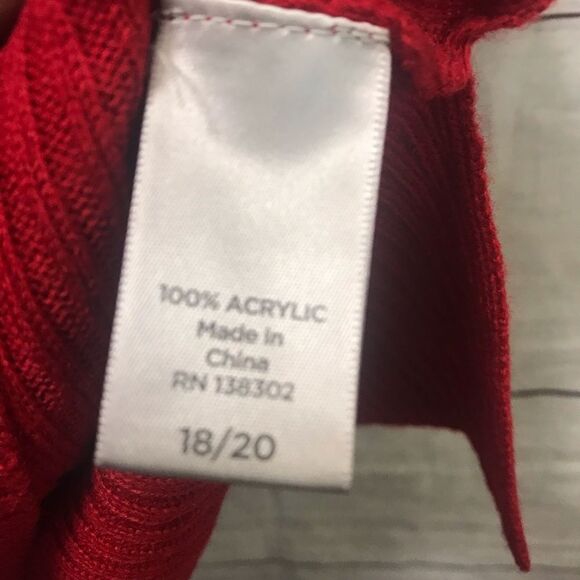 100% ACRYLIC
Made in
China
RN 138302
18/20